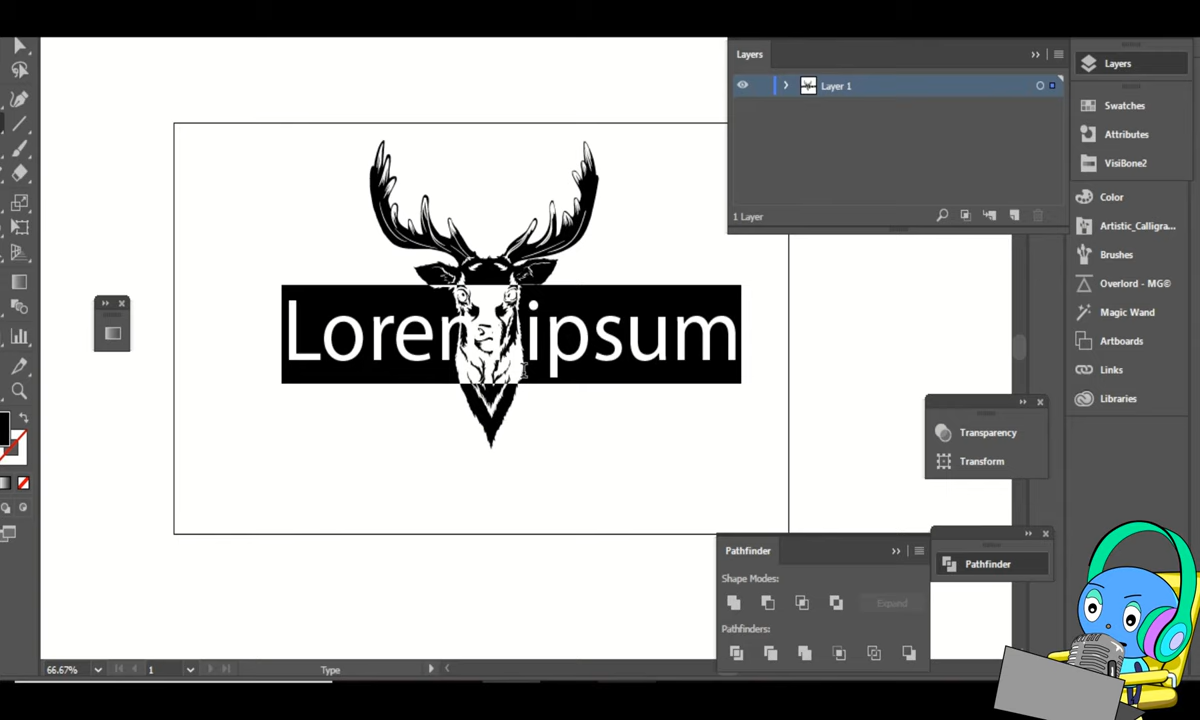 Layers
Layer 1
1 Layer
Layers
Swatches
Attributes
VisiBone2
Color
Artistic_Calligra...
Brushes
Overlord - MG©
Magic Wand
Artboards
Links
Libraries
Lorem ipsum
Transparency
Transform
Pathfinder
Shape Modes:
Expand
Pathfinders:
Pathfinder
66.67%
1
Type